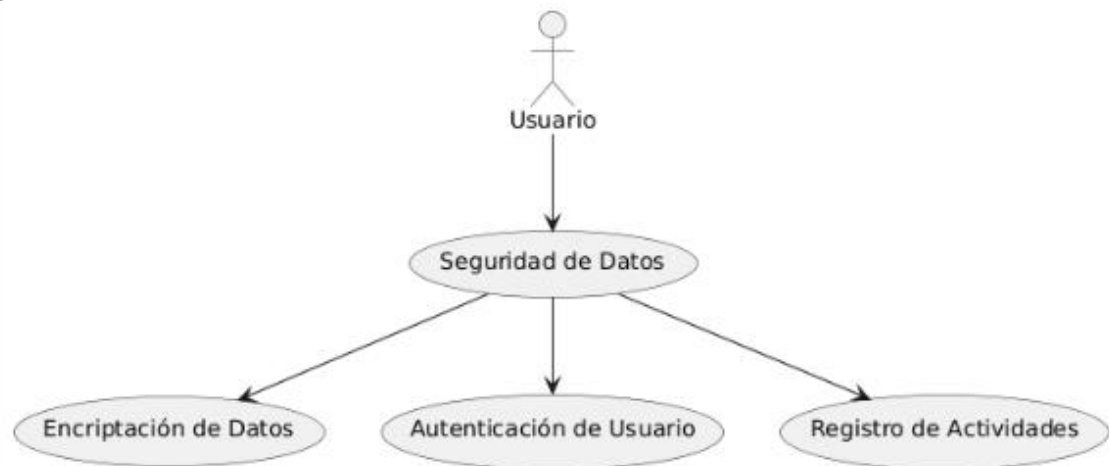 Usuario
Seguridad de Datos
Encriptación de Datos
Autenticación de Usuario
Registro de Actividades